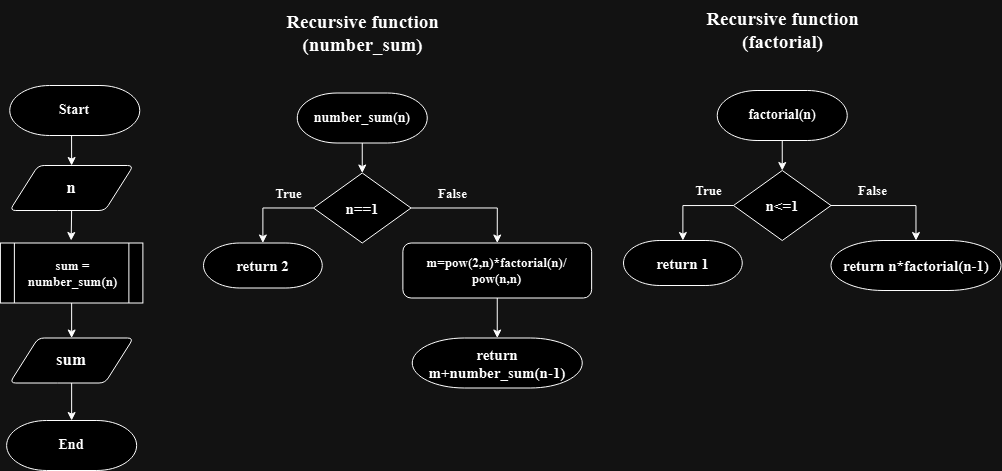 Recursive function
(number_sum)
Recursive function
(factorial)
Start
n
sum =
number_sum(n)
sum
End
number_sum(n)
n==1
True
False
return 2
m=pow(2,n)*factorial(n)/
pow(n,n)
return
m+number_sum(n-1)
factorial(n)
n<=1
True
False
return 1
return n*factorial(n-1)